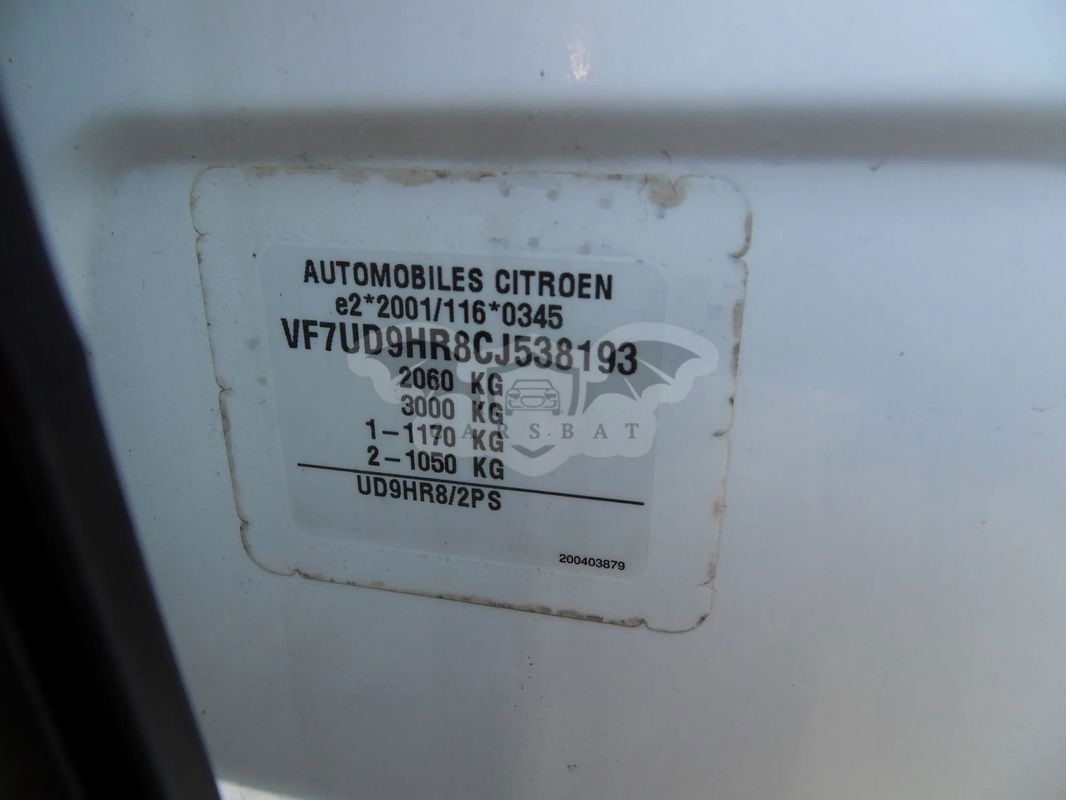 AUTOMOBILES CITROEN
e2*2001/116*0345
VF7UD9HR8CJ538193
2060 KG
3000 KG
1-1170 KG
CARSBAT
2-1050 KG
UD9HR8/2PS
200403879